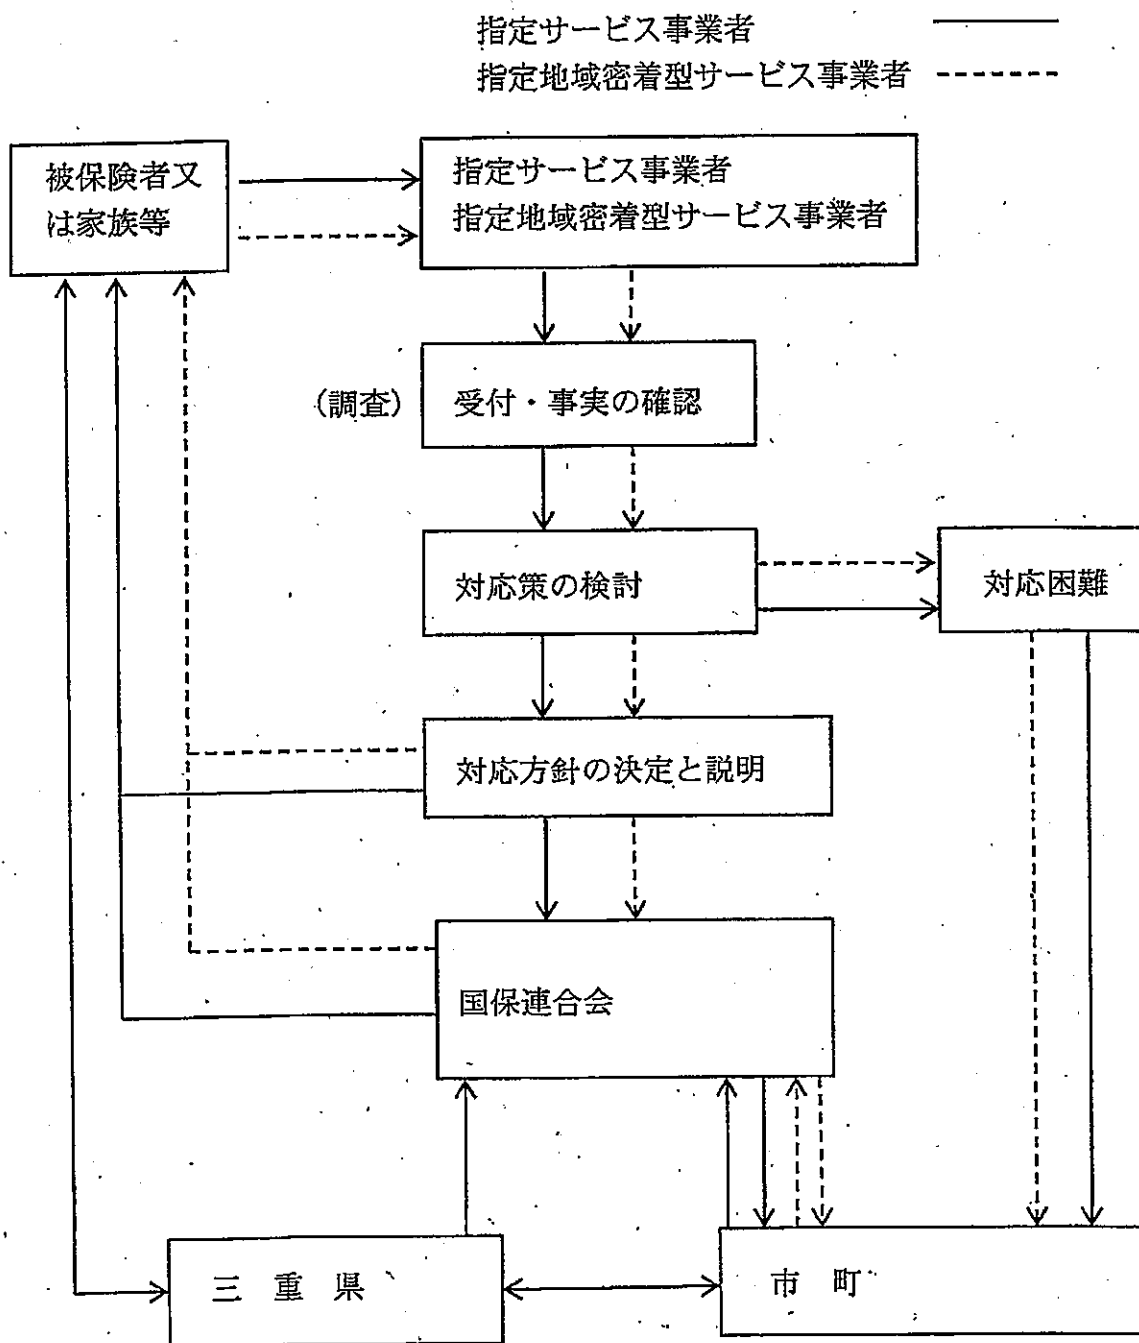 指定サービス事業者
指定地域密着型サービス事業者
被保険者又
は家族等
指定サービス事業者
指定地域密着型サービス事業者
(調査)
受付・事実の確認
対応策の検討
対応困難
対応方針の決定と説明
国保連合会
三重県
市町